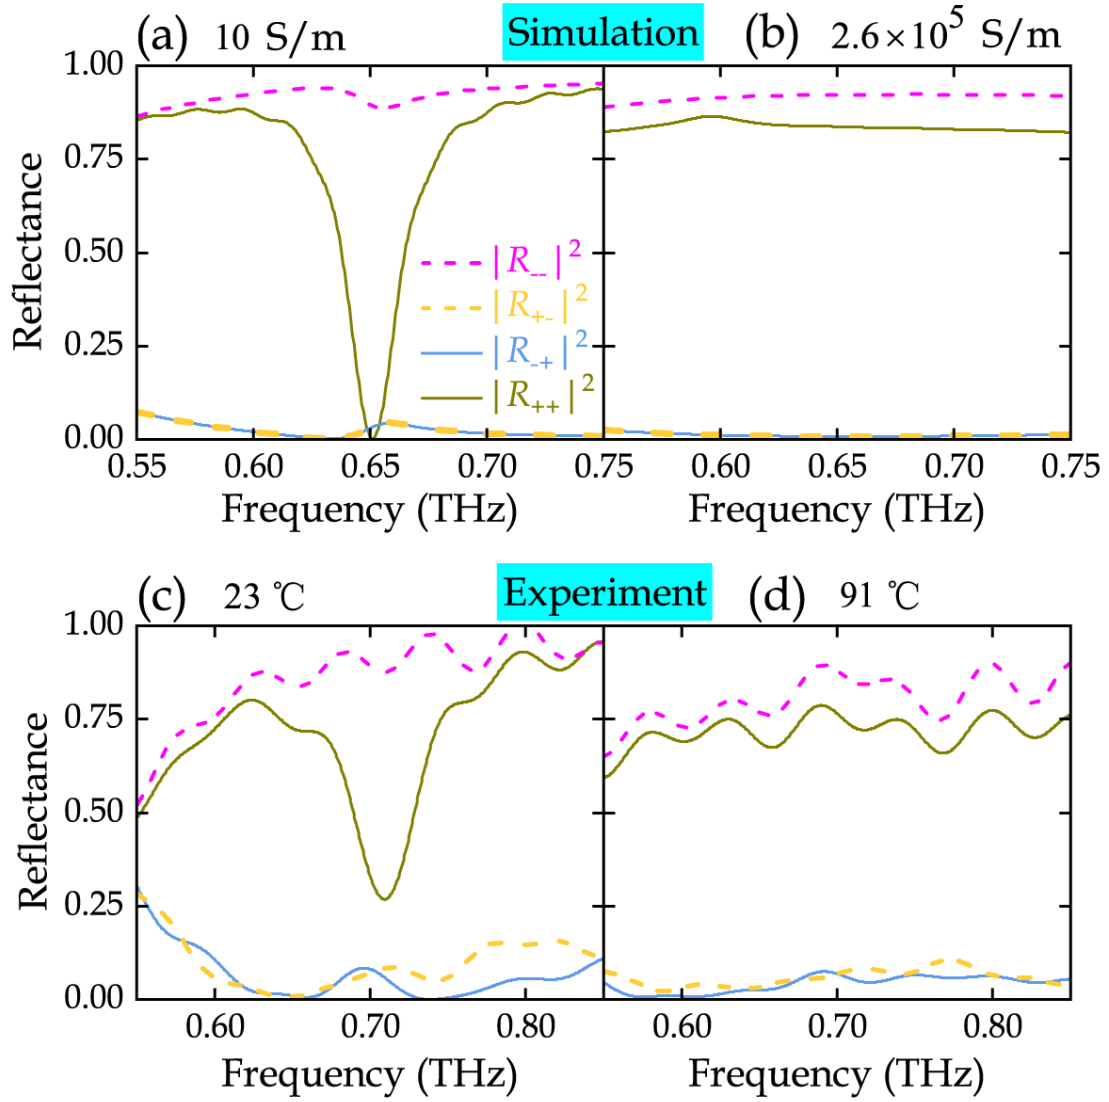 (a) 10 S/m Simulation (b) 2.6×10⁵ S/m
1.00
0.75
0.50
0.25
0.00
Reflectance
|R₋₋|²
|R₊₋|²
|R₋₊|²
|R₊₊|²
0.55 0.60 0.65 0.70 0.75 0.60 0.65 0.70 0.75
Frequency (THz) Frequency (THz)
(c) 23 ℃ Experiment (d) 91 ℃
1.00
0.75
0.50
0.25
0.00
Reflectance
0.60 0.70 0.80 0.60 0.70 0.80
Frequency (THz) Frequency (THz)